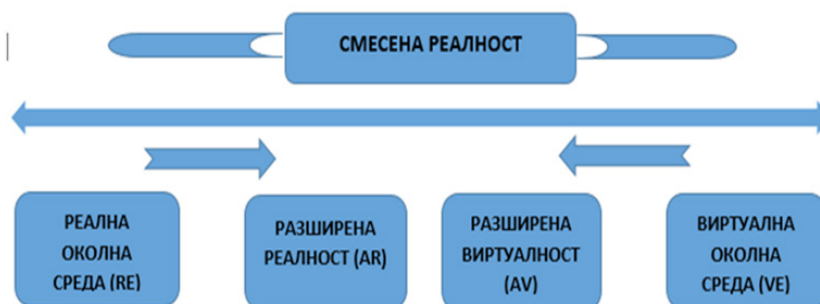 СМЕСЕНА РЕАЛНОСТ
РЕАЛНА
ОКОЛНА
СРЕДА (RE)
РАЗШИРЕНА
РЕАЛНОСТ (AR)
РАЗШИРЕНА
ВИРТУАЛНОСТ
(AV)
ВИРТУАЛНА
ОКОЛНА
СРЕДА (VE)